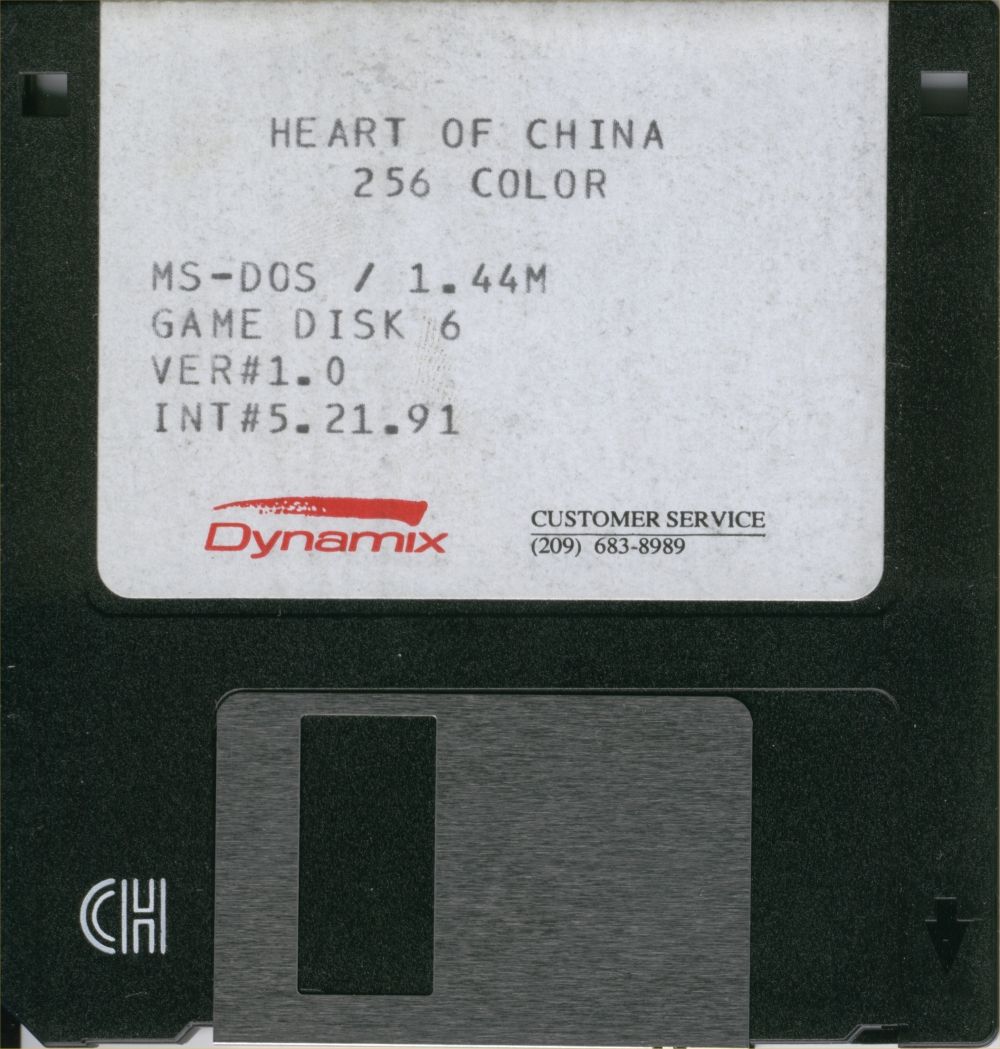 HEART OF CHINA
256 COLOR
MS-DOS / 1.44M
GAME DISK 6
VER#1.0
INT#5.21.91
Dynamix
CUSTOMER SERVICE
(209) 683-8989
CH